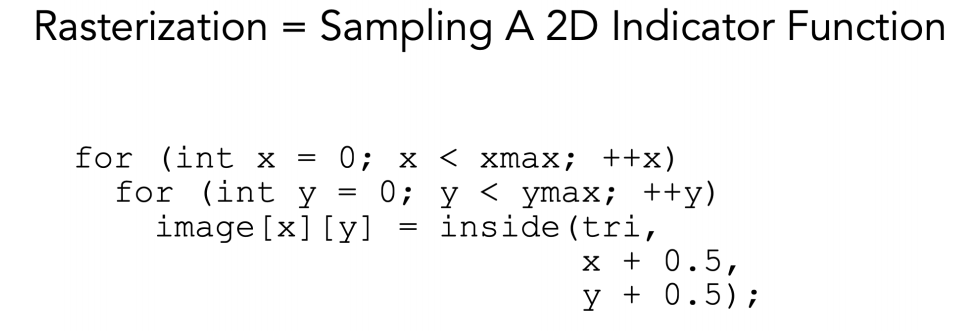 Rasterization = Sampling A 2D Indicator Function
for (int x = 0; x < xmax; ++x)
for (int y = 0; y < ymax; ++y)
image[x][y] = inside(tri,
x + 0.5,
y + 0.5);